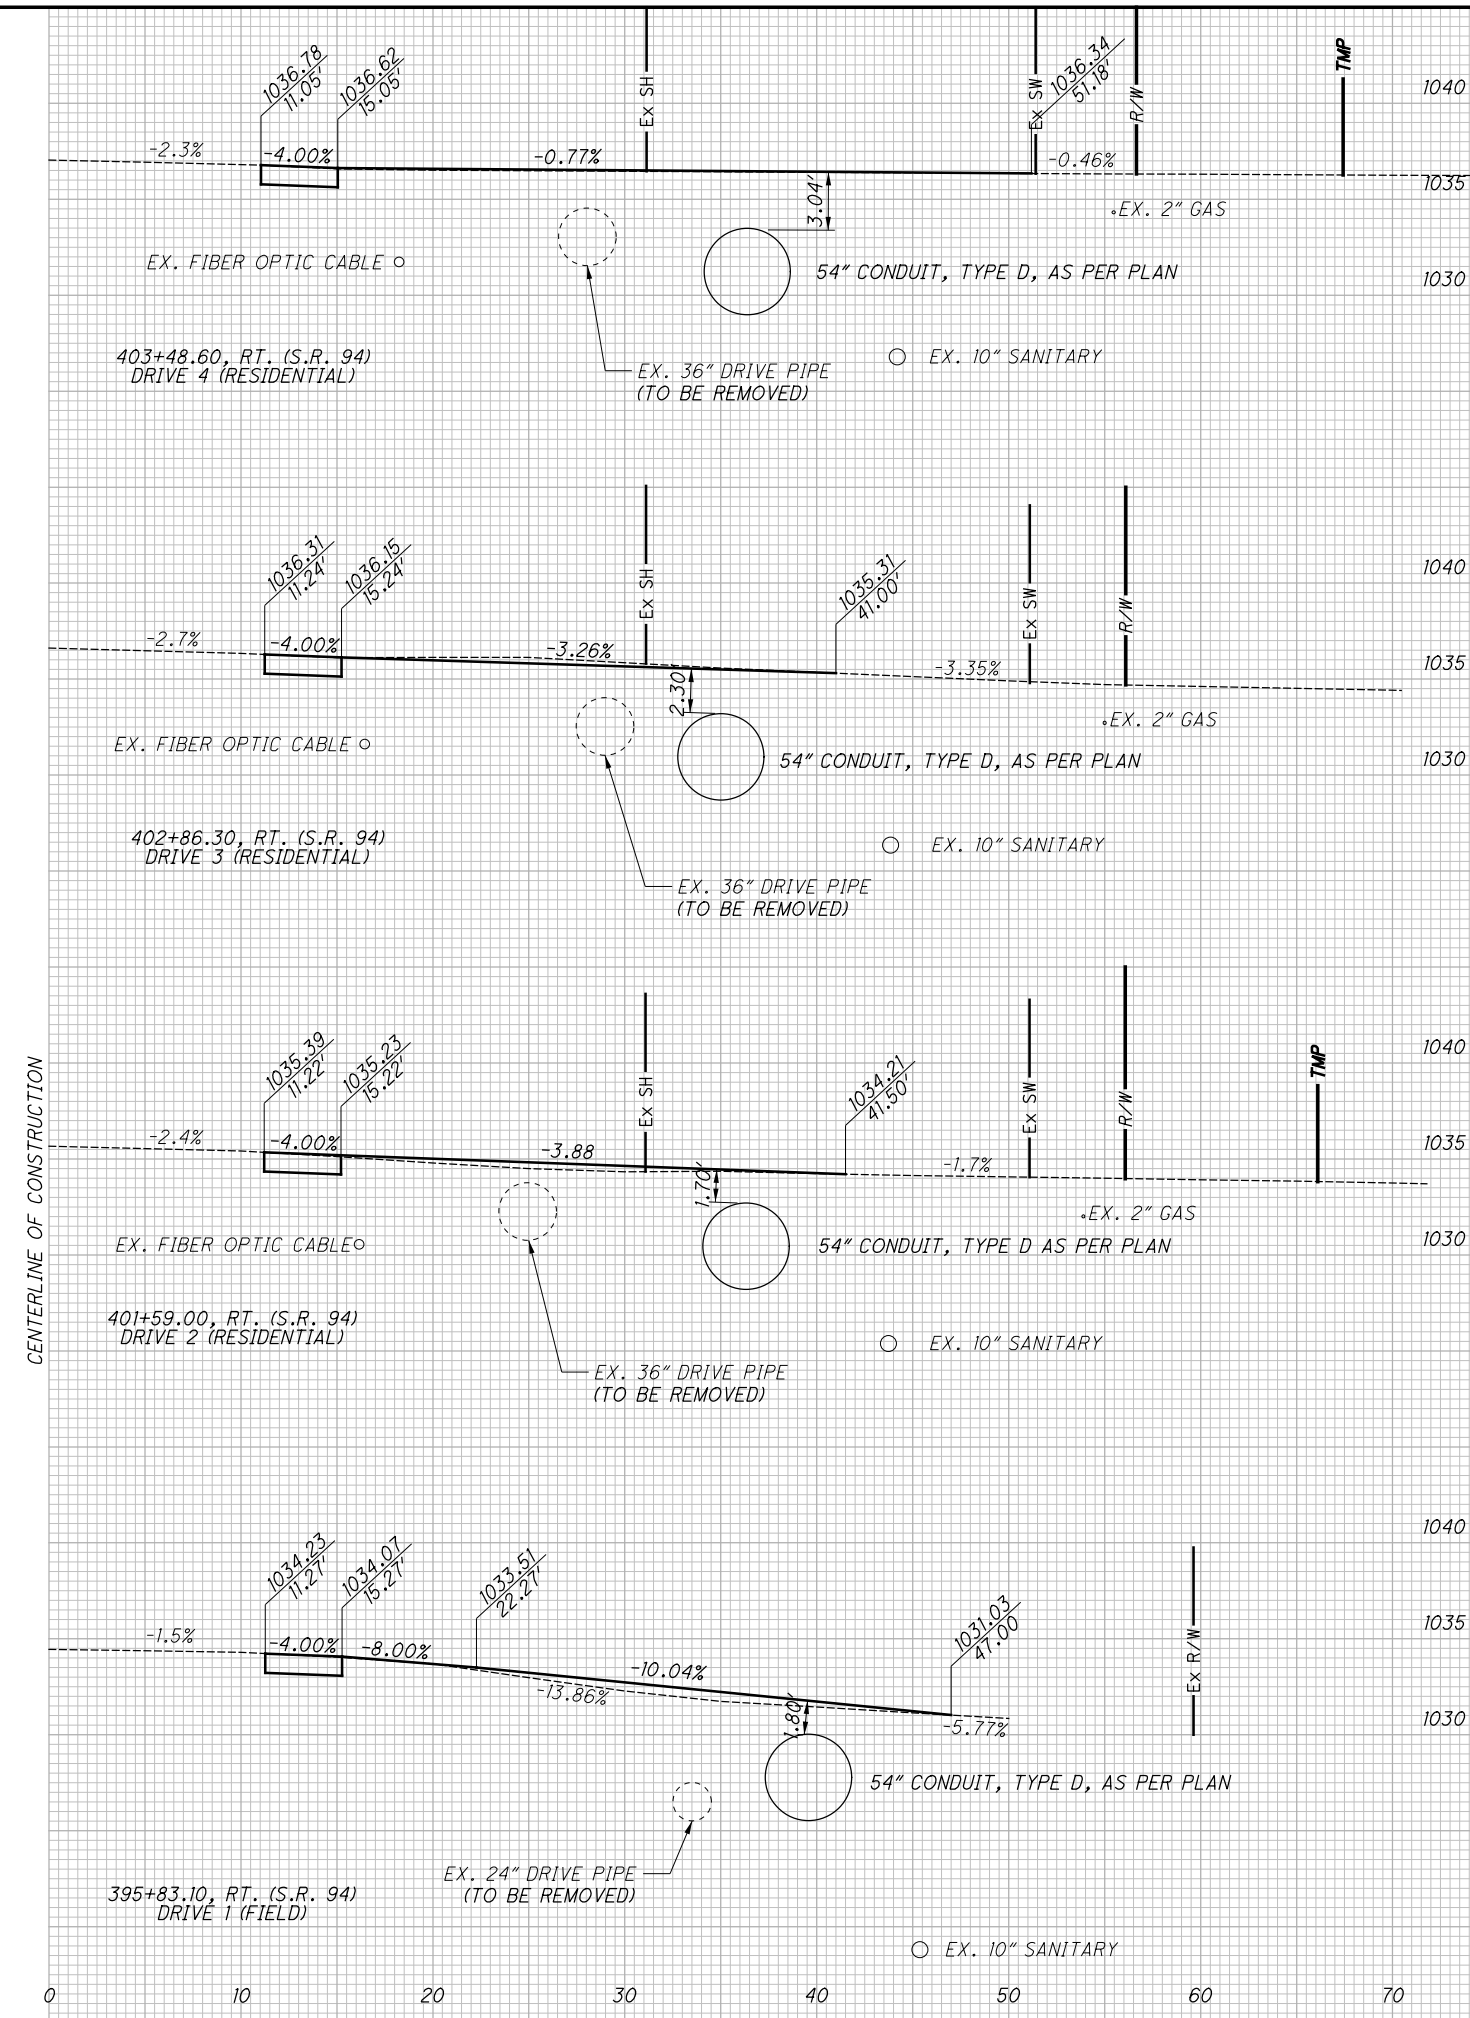 1036.78
11.05'
1036.62
15.05'
Ex SH
Ex SW
1036.34
51.18'
R/W
TMP
1040
-2.3%
-4.00%
-0.77%
-0.46%
1035
3.04'
EX. 2" GAS
EX. FIBER OPTIC CABLE
54" CONDUIT, TYPE D, AS PER PLAN
1030
403+48.60, RT. (S.R. 94)
DRIVE 4 (RESIDENTIAL)
EX. 36" DRIVE PIPE
(TO BE REMOVED)
EX. 10" SANITARY
1036.31
11.24'
1036.15
15.24'
Ex SH
1035.31
41.00'
Ex SW
R/W
1040
-2.7%
-4.00%
-3.26%
-3.35%
1035
2.30'
EX. 2" GAS
EX. FIBER OPTIC CABLE
54" CONDUIT, TYPE D, AS PER PLAN
1030
402+86.30, RT. (S.R. 94)
DRIVE 3 (RESIDENTIAL)
EX. 10" SANITARY
EX. 36" DRIVE PIPE
(TO BE REMOVED)
CENTERLINE OF CONSTRUCTION
1035.39
11.22'
1035.23
15.22'
Ex SH
1034.21
41.50'
Ex SW
R/W
TMP
1040
-2.4%
-4.00%
-3.88
-1.7%
1035
1.70'
EX. 2" GAS
EX. FIBER OPTIC CABLE
54" CONDUIT, TYPE D AS PER PLAN
1030
401+59.00, RT. (S.R. 94)
DRIVE 2 (RESIDENTIAL)
EX. 10" SANITARY
EX. 36" DRIVE PIPE
(TO BE REMOVED)
1034.23
11.27'
1034.07
15.27'
1033.51
22.27'
1031.03
47.00
Ex R/W
1040
1035
-1.5%
-4.00%
-8.00%
-10.04%
-13.86%
1.80'
-5.77%
1030
54" CONDUIT, TYPE D, AS PER PLAN
EX. 24" DRIVE PIPE
(TO BE REMOVED)
395+83.10, RT. (S.R. 94)
DRIVE 1 (FIELD)
EX. 10" SANITARY
0 10 20 30 40 50 60 70